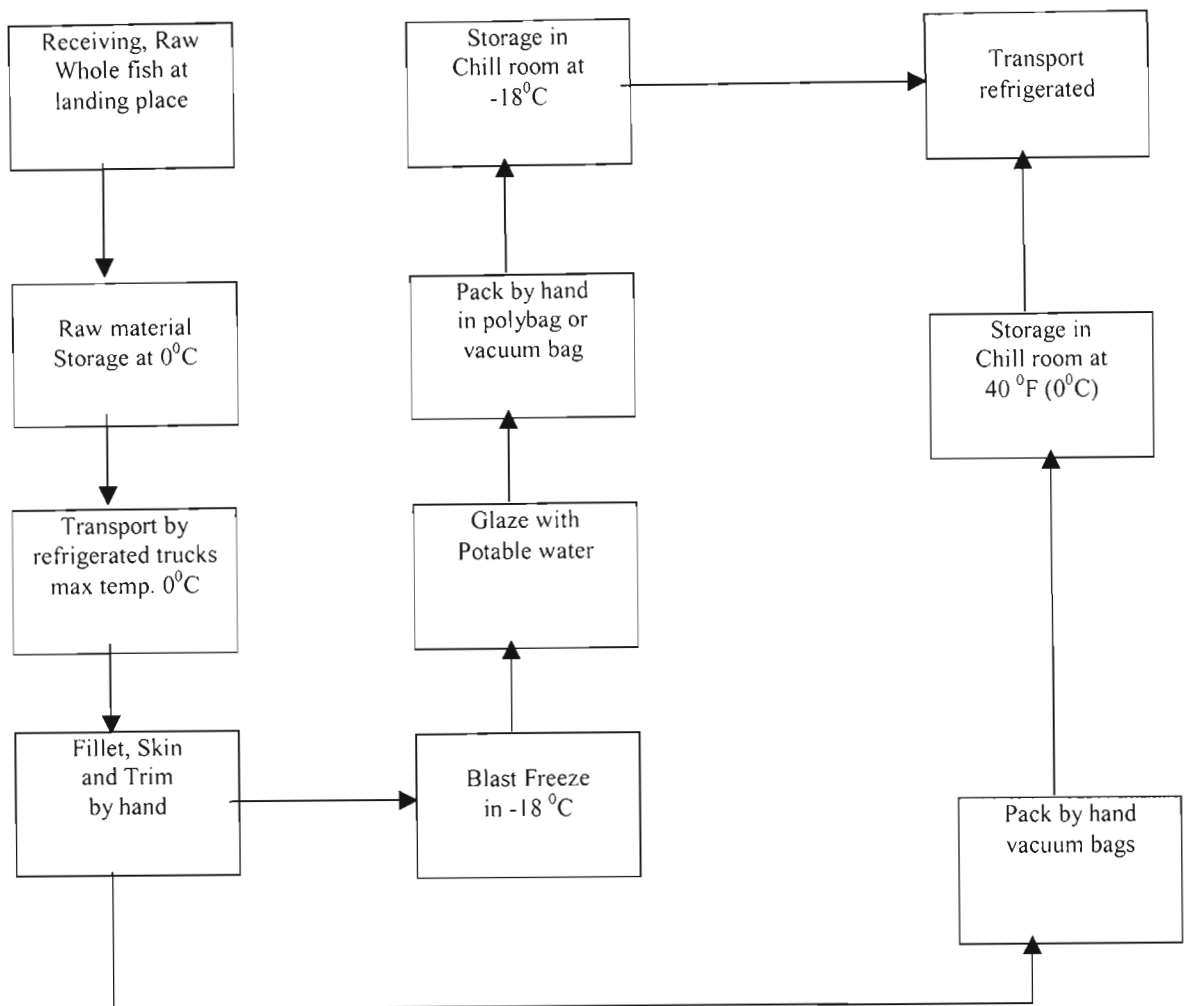 Receiving, Raw
Whole fish at
landing place
Raw material
Storage at 0⁰C
Transport by
refrigerated trucks
max temp. 0⁰C
Fillet, Skin
and Trim
by hand
Blast Freeze
in -18 ⁰C
Glaze with
Potable water
Pack by hand
in polybag or
vacuum bag
Storage in
Chill room at
-18⁰C
Transport
refrigerated
Pack by hand
vacuum bags
Storage in
Chill room at
40 ⁰F (0⁰C)